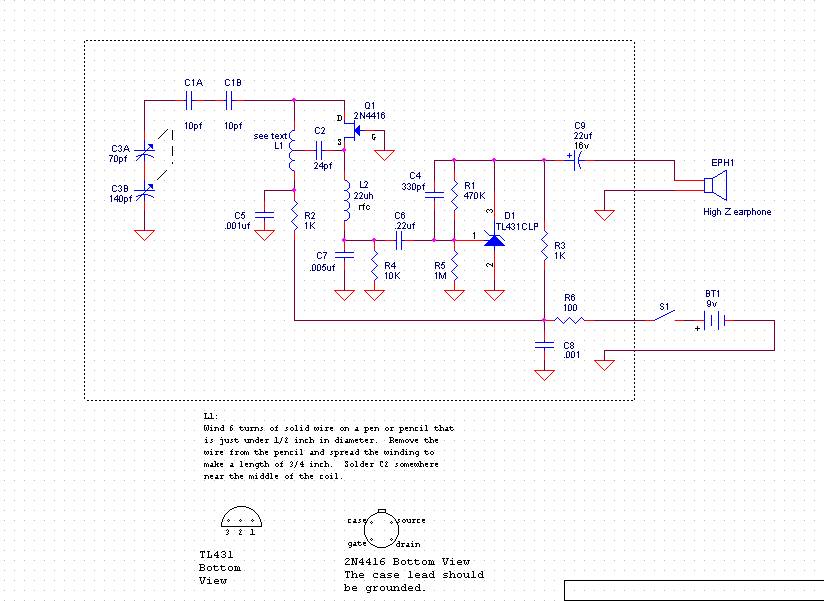 C1A
C1B
10pf
10pf
Q1
2N4416
D
S
G
see text
L1
C2
24pf
C3A
70pf
C3B
140pf
C9
22uf
16v
+
EPH1
High Z earphone
L2
22uh
rfc
C4
330pf
R1
470K
D1
TL431CLP
3
1
2
C5
.001uf
R2
1K
C6
.22uf
C7
.005uf
R4
10K
R5
1M
R3
1K
R6
100
S1
BT1
9v
+
C8
.001
L1:
Wind 6 turns of solid wire on a pen or pencil that
is just under 1/2 inch in diameter. Remove the
wire from the pencil and spread the winding to
make a length of 3/4 inch. Solder C2 somewhere
near the middle of the coil.
3 2 1
TL431
Bottom
View
case
source
gate
drain
2N4416 Bottom View
The case lead should
be grounded.